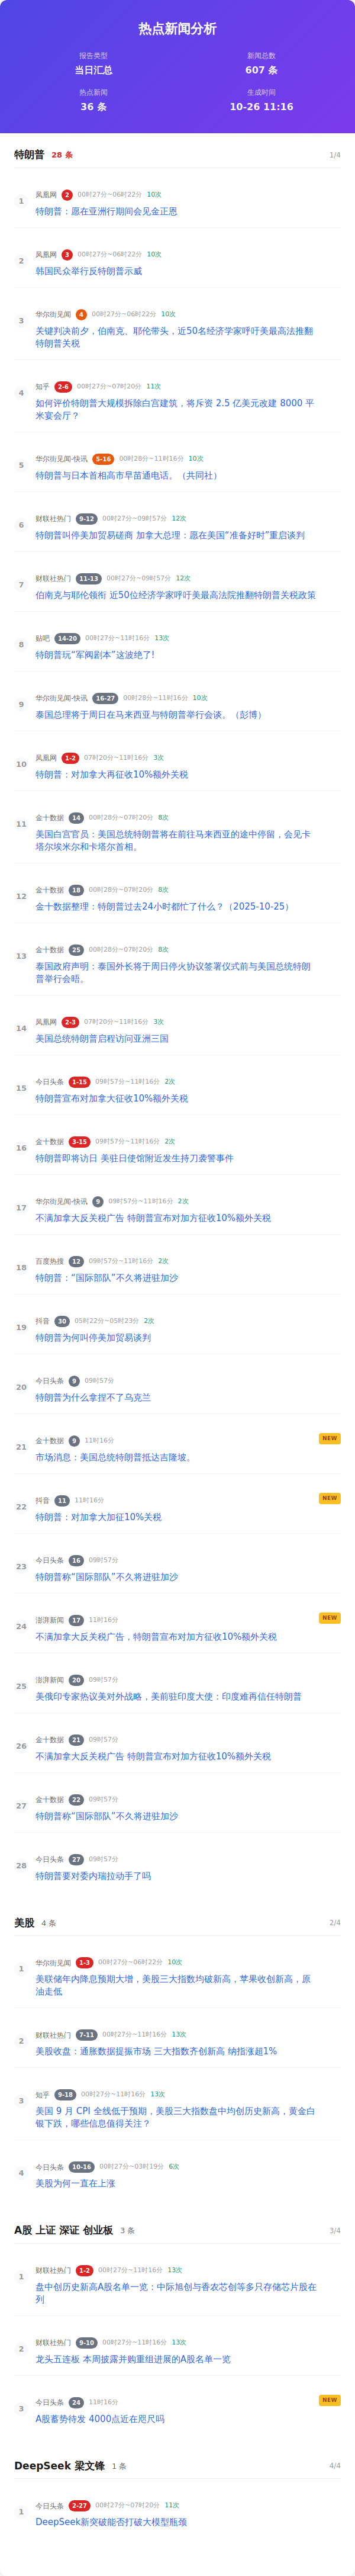 热点新闻分析
报告类型
新闻总数
当日汇总
607 条
热点新闻
生成时间
36 条
10-26 11:16
特朗普 28 条 1/4
1 凤凰网 2 00时27分~06时22分 10次
特朗普：愿在亚洲行期间会见金正恩
2 凤凰网 3 00时27分~06时22分 10次
韩国民众举行反特朗普示威
3 华尔街见闻 4 00时27分~06时22分 10次
关键判决前夕，伯南克、耶伦带头，近50名经济学家呼吁美最高法推翻
特朗普关税
4 知乎 2-6 00时27分~07时20分 11次
如何评价特朗普大规模拆除白宫建筑，将斥资 2.5 亿美元改建 8000 平
米宴会厅？
5 华尔街见闻-快讯 5-16 00时28分~11时16分 10次
特朗普与日本首相高市早苗通电话。（共同社）
6 财联社热门 9-12 00时27分~09时57分 12次
特朗普叫停美加贸易磋商 加拿大总理：愿在美国“准备好时”重启谈判
7 财联社热门 11-13 00时27分~09时57分 12次
伯南克与耶伦领衔 近50位经济学家呼吁美最高法院推翻特朗普关税政策
8 贴吧 14-20 00时27分~11时16分 13次
特朗普玩“军阀剧本”这波绝了!
9 华尔街见闻-快讯 16-27 00时28分~11时16分 10次
泰国总理将于周日在马来西亚与特朗普举行会谈。（彭博）
10 凤凰网 1-2 07时20分~11时16分 3次
特朗普：对加拿大再征收10%额外关税
11 金十数据 14 00时28分~07时20分 8次
美国白宫官员：美国总统特朗普将在前往马来西亚的途中停留，会见卡
塔尔埃米尔和卡塔尔首相。
12 金十数据 18 00时28分~07时20分 8次
金十数据整理：特朗普过去24小时都忙了什么？（2025-10-25）
13 金十数据 25 00时28分~07时20分 8次
泰国政府声明：泰国外长将于周日停火协议签署仪式前与美国总统特朗
普举行会晤。
14 凤凰网 2-3 07时20分~11时16分 3次
美国总统特朗普启程访问亚洲三国
15 今日头条 1-15 09时57分~11时16分 2次
特朗普宣布对加拿大征收10%额外关税
16 金十数据 3-15 09时57分~11时16分 2次
特朗普即将访日 美驻日使馆附近发生持刀袭警事件
17 华尔街见闻-快讯 9 09时57分~11时16分 2次
不满加拿大反关税广告 特朗普宣布对加方征收10%额外关税
18 百度热搜 12 09时57分~11时16分 2次
特朗普：“国际部队”不久将进驻加沙
19 抖音 30 05时22分~05时23分 2次
特朗普为何叫停美加贸易谈判
20 今日头条 9 09时57分
特朗普为什么拿捏不了乌克兰
21 金十数据 9 11时16分 NEW
市场消息：美国总统特朗普抵达吉隆坡。
22 抖音 11 11时16分 NEW
特朗普：对加拿大加征10%关税
23 今日头条 16 09时57分
特朗普称“国际部队”不久将进驻加沙
24 澎湃新闻 17 11时16分 NEW
不满加拿大反关税广告，特朗普宣布对加方征收10%额外关税
25 澎湃新闻 20 09时57分
美俄印专家热议美对外战略，美前驻印度大使：印度难再信任特朗普
26 金十数据 21 09时57分
不满加拿大反关税广告 特朗普宣布对加方征收10%额外关税
27 金十数据 22 09时57分
特朗普称“国际部队”不久将进驻加沙
28 今日头条 27 09时57分
特朗普要对委内瑞拉动手了吗
美股 4 条 2/4
1 华尔街见闻 1-3 00时27分~06时22分 10次
美联储年内降息预期大增，美股三大指数均破新高，苹果收创新高，原
油走低
2 财联社热门 7-11 00时27分~11时16分 13次
美股收盘：通胀数据提振市场 三大指数齐创新高 纳指涨超1%
3 知乎 9-18 00时27分~11时16分 13次
美国 9 月 CPI 全线低于预期，美股三大指数盘中均创历史新高，黄金白
银下跌，哪些信息值得关注？
4 今日头条 10-16 00时27分~03时19分 6次
美股为何一直在上涨
A股 上证 深证 创业板 3 条 3/4
1 财联社热门 1-2 00时27分~11时16分 13次
盘中创历史新高A股名单一览：中际旭创与香农芯创等多只存储芯片股在
列
2 财联社热门 9-10 00时27分~11时16分 13次
龙头五连板 本周披露并购重组进展的A股名单一览
3 今日头条 24 11时16分 NEW
A股蓄势待发 4000点近在咫尺吗
DeepSeek 梁文锋 1 条 4/4
1 今日头条 2-27 00时27分~07时20分 11次
DeepSeek新突破能否打破大模型瓶颈